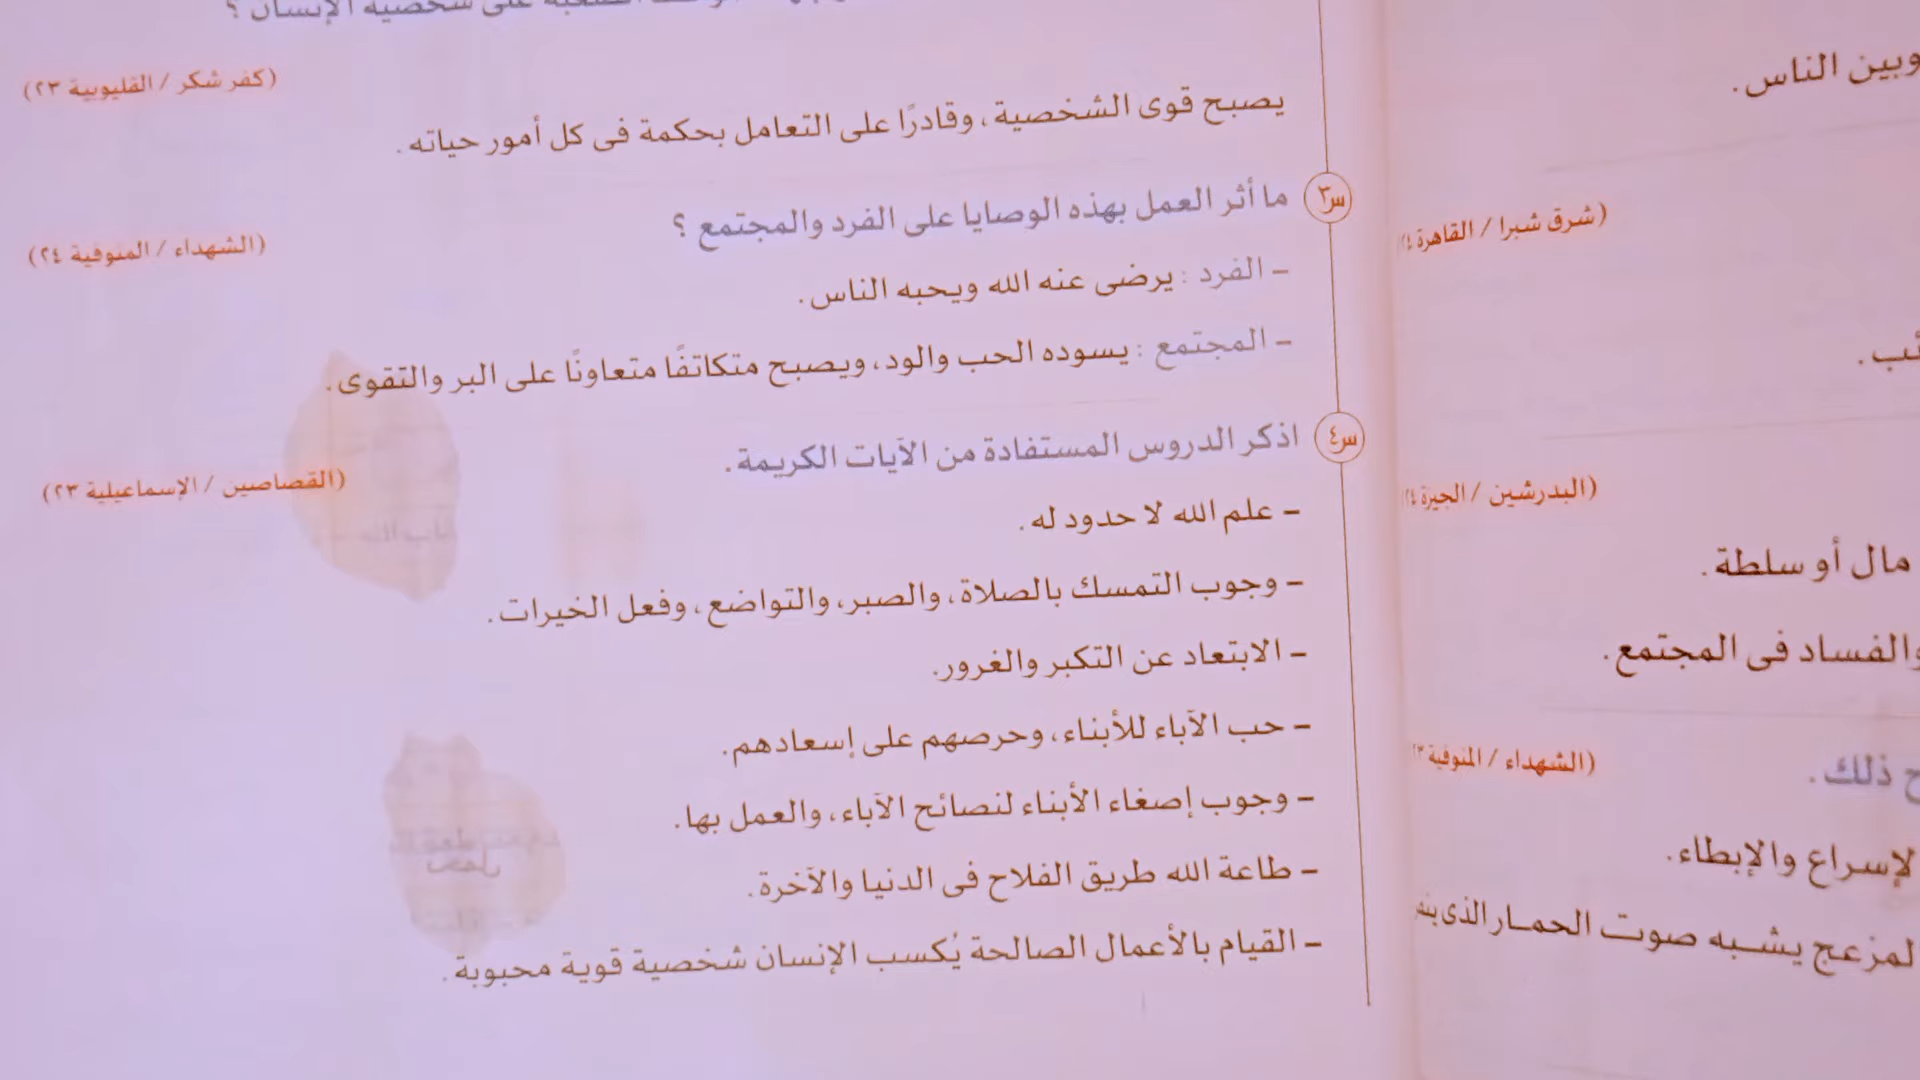 على شخصية الإنسان ؟
(كفر شكر / القليوبية ٢٣)
يصبح قوى الشخصية، وقادرًا على التعامل بحكمة فى كل أمور حياته .
س٣ ما أثر العمل بهذه الوصايا على الفرد والمجتمع ؟
(الشهداء / المنوفية ٢٤)
– الفرد : يرضى عنه الله ويحبه الناس .
– المجتمع : يسوده الحب والود، ويصبح متكاتفًا متعاونًا على البر والتقوى .
س٤ اذكر الدروس المستفادة من الآيات الكريمة .
(القصاصين / الإسماعيلية ٢٣)
– علم الله لا حدود له .
– وجوب التمسك بالصلاة، والصبر، والتواضع، وفعل الخيرات .
– الابتعاد عن التكبر والغرور.
– حب الآباء للأبناء، وحرصهم على إسعادهم .
– وجوب إصغاء الأبناء لنصائح الآباء، والعمل بها .
– طاعة الله طريق الفلاح فى الدنيا والآخرة .
– القيام بالأعمال الصالحة يُكسب الإنسان شخصية قوية محبوبة .
وبين الناس .
(شرق شبرا / القاهرة
(البدرشين / الجيزة
مال أو سلطة .
والفساد فى المجتمع .
(الشهداء / المنوفية
ذلك .
لإسراع والإبطاء .
لمزعج يشبه صوت الحمار الذى